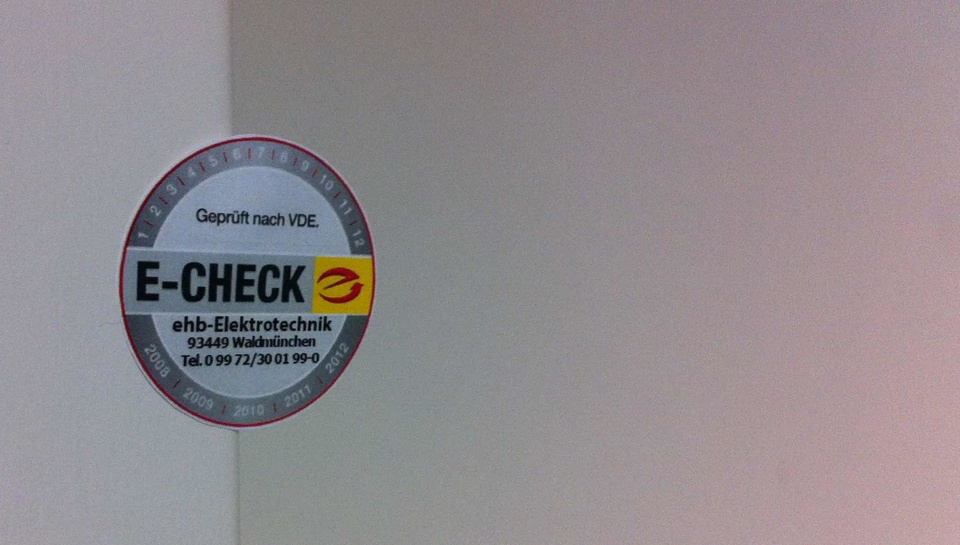 1 | 2 | 3 | 4 | 5 | 6 | 7 | 8 | 9 | 10 | 11 | 12
Geprüft nach VDE.
E-CHECK
ehb-Elektrotechnik
93449 Waldmünchen
Tel. 0 99 72/30 01 99-0
2008 | 2009 | 2010 | 2011 | 2012